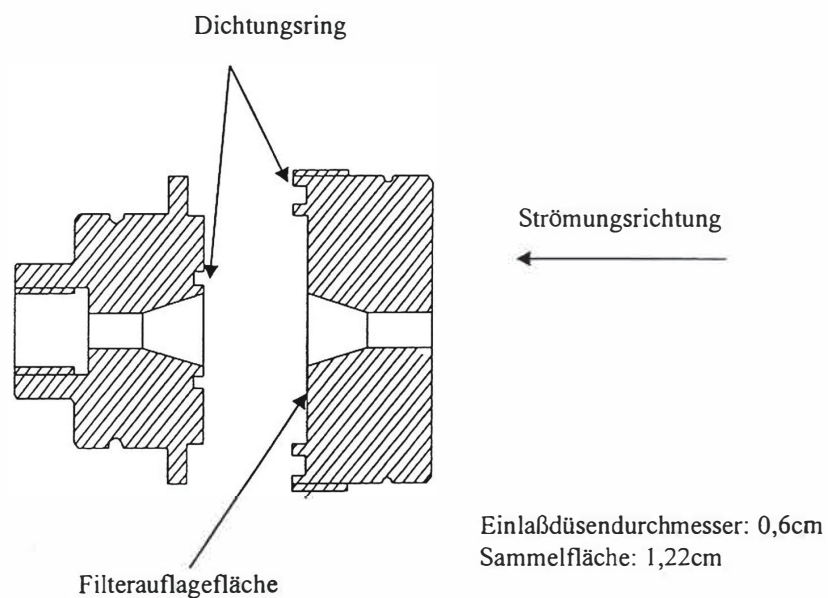 Dichtungsring
Strömungsrichtung
Einlaßdüsendurchmesser: 0,6cm
Sammelfläche: 1,22cm
Filterauflagefläche